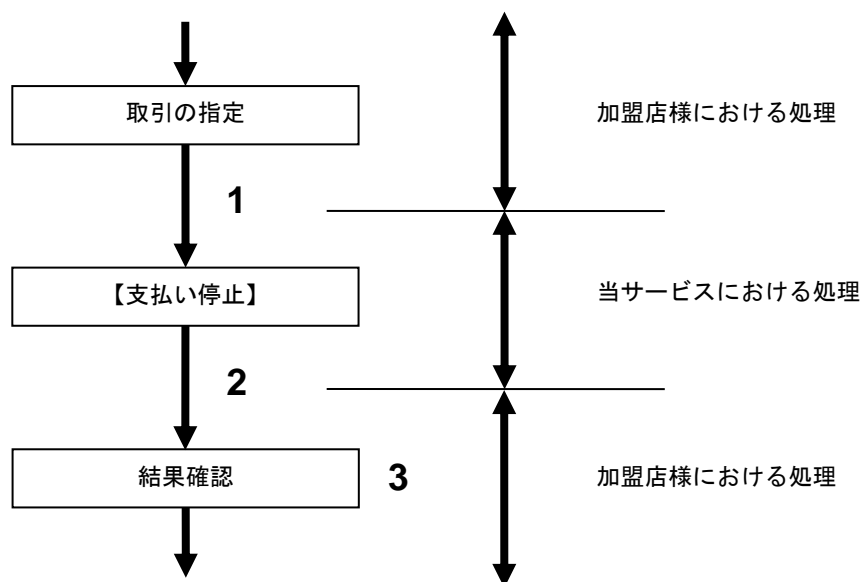 取引の指定
加盟店様における処理
1
【支払い停止】
当サービスにおける処理
2
結果確認
3
加盟店様における処理